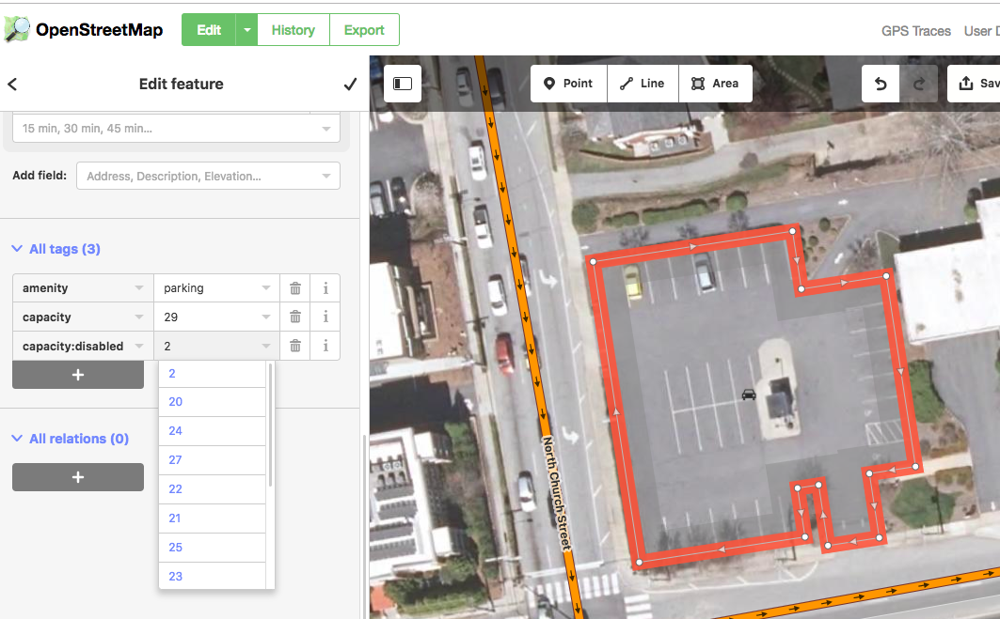 OpenStreetMap
Edit
History
Export
GPS Traces
User D
Edit feature
Point
Line
Area
Sav
15 min, 30 min, 45 min...
Add field:
Address, Description, Elevation...
All tags (3)
amenity
parking
i
capacity
29
i
capacity:disabled
2
i
+
2
20
24
27
22
21
25
23
All relations (0)
+
North Church Street